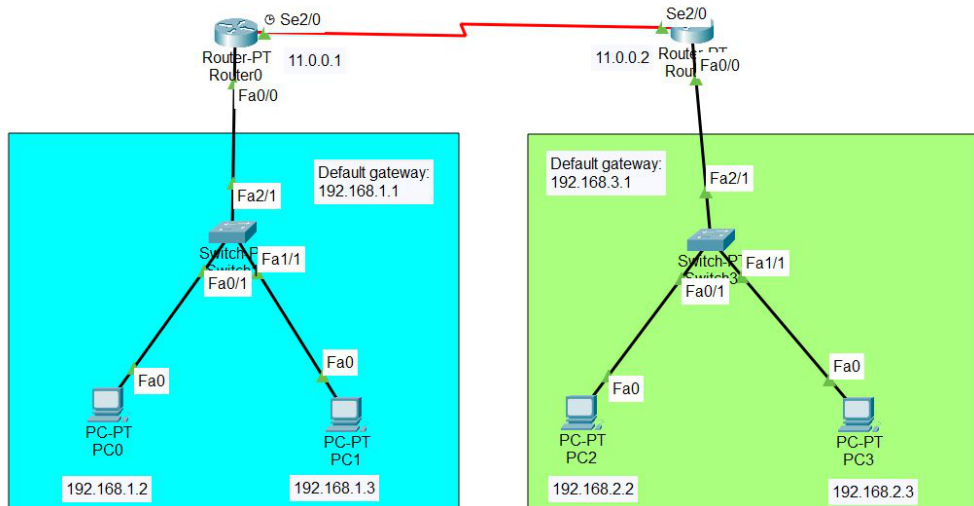 Se2/0
Se2/0
Router-PT
Router0
11.0.0.1
11.0.0.2
Fa0/0
Fa0/0
Default gateway:
192.168.1.1
Default gateway:
192.168.3.1
Fa2/1
Fa2/1
Fa1/1
Fa0/1
Fa1/1
Fa0/1
Fa0
Fa0
Fa0
Fa0
PC-PT
PC0
PC-PT
PC1
PC-PT
PC2
PC-PT
PC3
192.168.1.2
192.168.1.3
192.168.2.2
192.168.2.3